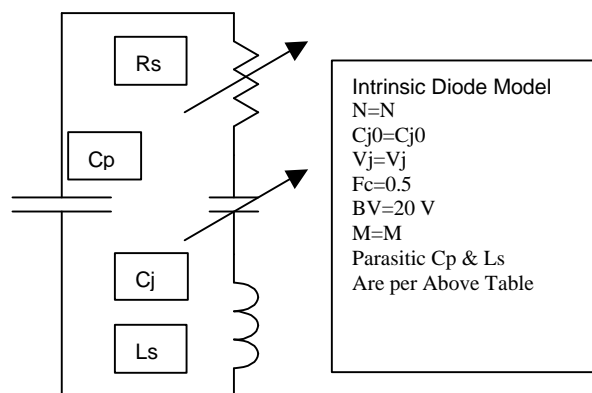 Rs
Cp
Cj
Ls
Intrinsic Diode Model
N=N
Cj0=Cj0
Vj=Vj
Fc=0.5
BV=20 V
M=M
Parasitic Cp & Ls
Are per Above Table